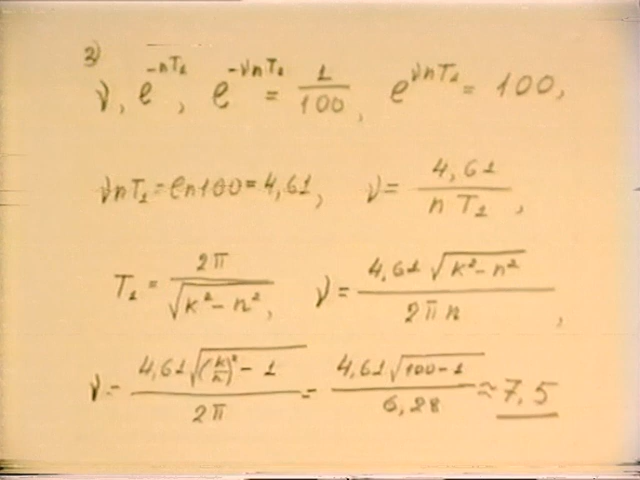 3)
ν, e^{-nT₁}, e^{-νnT₁} = 1/100, e^{νnT₁} = 100,
νnT₁ = ln100 = 4,61, ν = 4,61/(n T₁),
T₁ = 2π/√(k² - n²), ν = 4,61 √(k² - n²)/(2πn),
ν = 4,61√((k/n)² - 1)/(2π) = 4,61√(100 - 1)/(6,28) ≈ 7,5